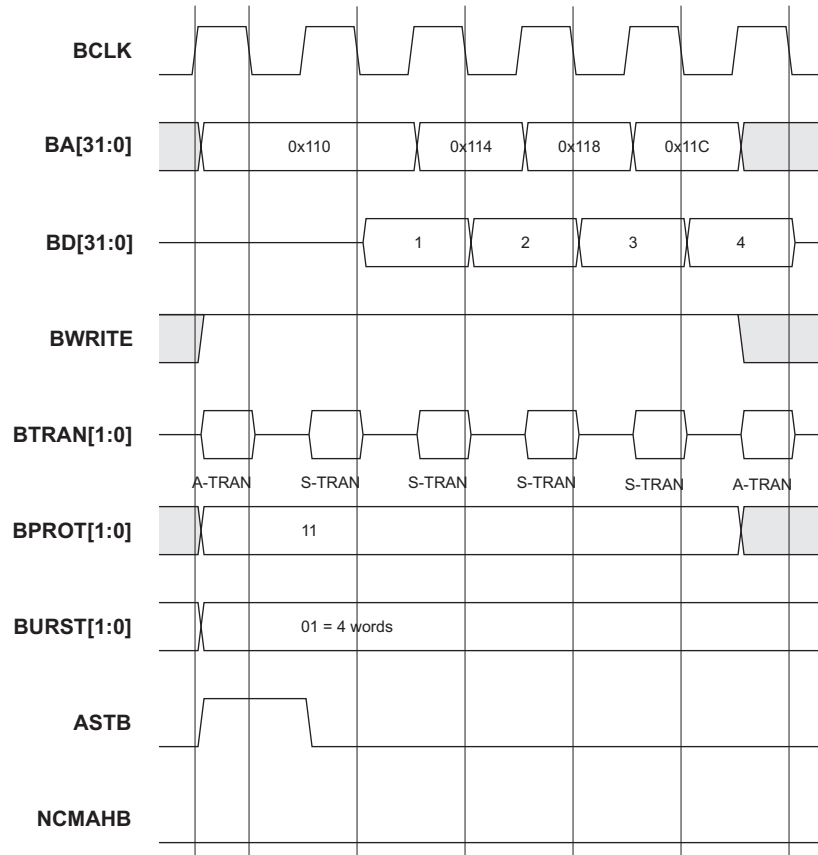 BCLK
BA[31:0]
0x110 0x114 0x118 0x11C
BD[31:0]
1 2 3 4
BWRITE
BTRAN[1:0]
A-TRAN S-TRAN S-TRAN S-TRAN S-TRAN A-TRAN
BPROT[1:0]
11
BURST[1:0]
01 = 4 words
ASTB
NCMAHB